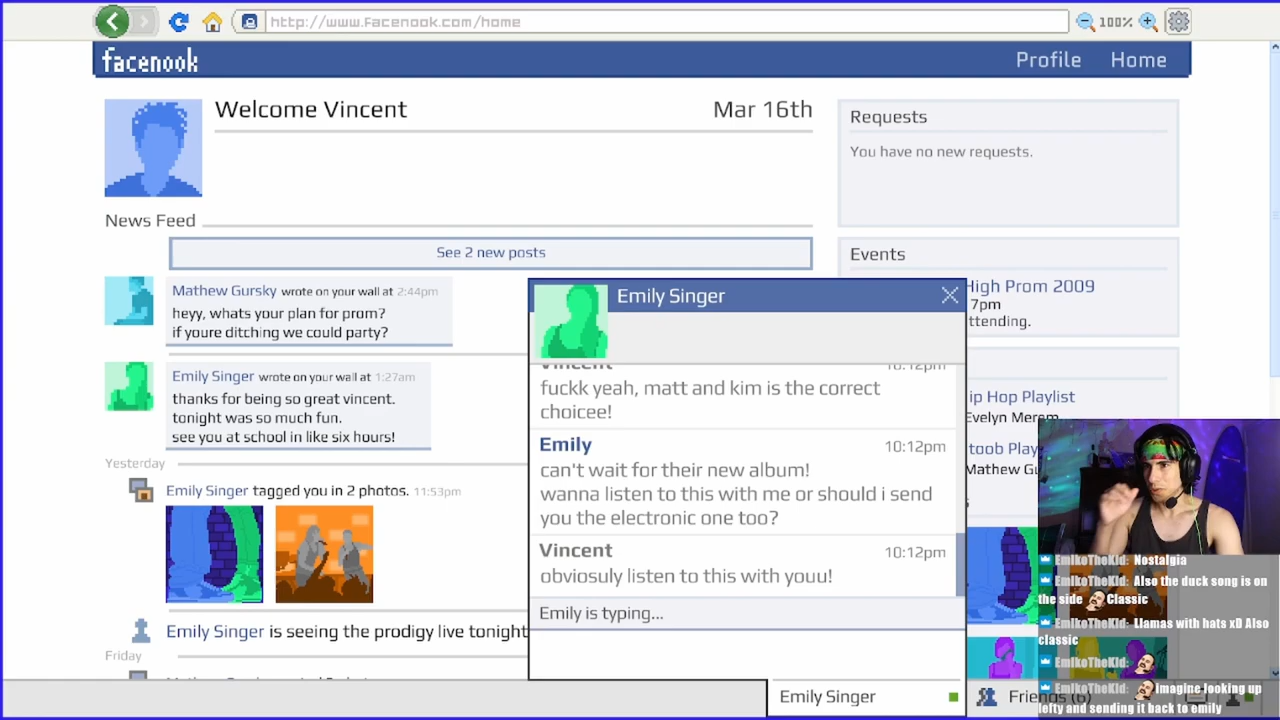 http://www.facenook.com/home
100%
facenook
Profile
Home
Welcome Vincent
Mar 16th
News Feed
See 2 new posts
Mathew Gursky wrote on your wall at 2:44pm
heyy, whats your plan for prom?
if youre ditching we could party?
Emily Singer wrote on your wall at 1:27am
thanks for being so great vincent.
tonight was so much fun.
see you at school in like six hours!
Yesterday
Emily Singer tagged you in 2 photos. 11:53pm
Emily Singer is seeing the prodigy live tonight
Friday
Requests
You have no new requests.
Events
High Prom 2009
7pm
ttending.
ip Hop Playlist
Evelyn Merem
toob Play
Mathew Gu
Emily Singer
Vincent 10:12pm
fuckk yeah, matt and kim is the correct
choicee!
Emily 10:12pm
can't wait for their new album!
wanna listen to this with me or should i send
you the electronic one too?
Vincent 10:12pm
obviosuly listen to this with youu!
Emily is typing...
Emily Singer
Friends (6)
EmikoTheKId: Nostalgia
EmikoTheKId: Also the duck song is on
the side Classic
EmikoTheKId: Llamas with hats xD Also
classic
EmikoTheKId:
EmikoTheKId: Imagine looking up
lefty and sending it back to emily